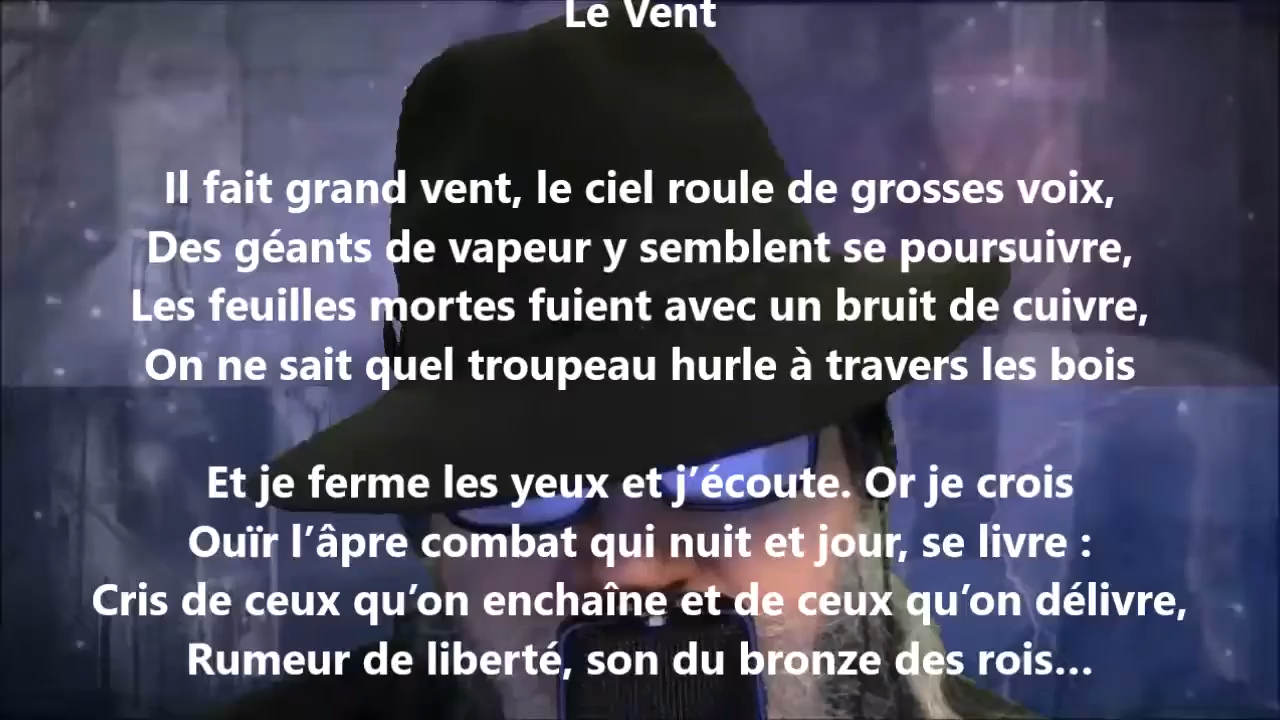 Le Vent
Il fait grand vent, le ciel roule de grosses voix,
Des géants de vapeur y semblent se poursuivre,
Les feuilles mortes fuient avec un bruit de cuivre,
On ne sait quel troupeau hurle à travers les bois
Et je ferme les yeux et j’écoute. Or je crois
Ouïr l’âpre combat qui nuit et jour, se livre :
Cris de ceux qu’on enchaîne et de ceux qu’on délivre,
Rumeur de liberté, son du bronze des rois…